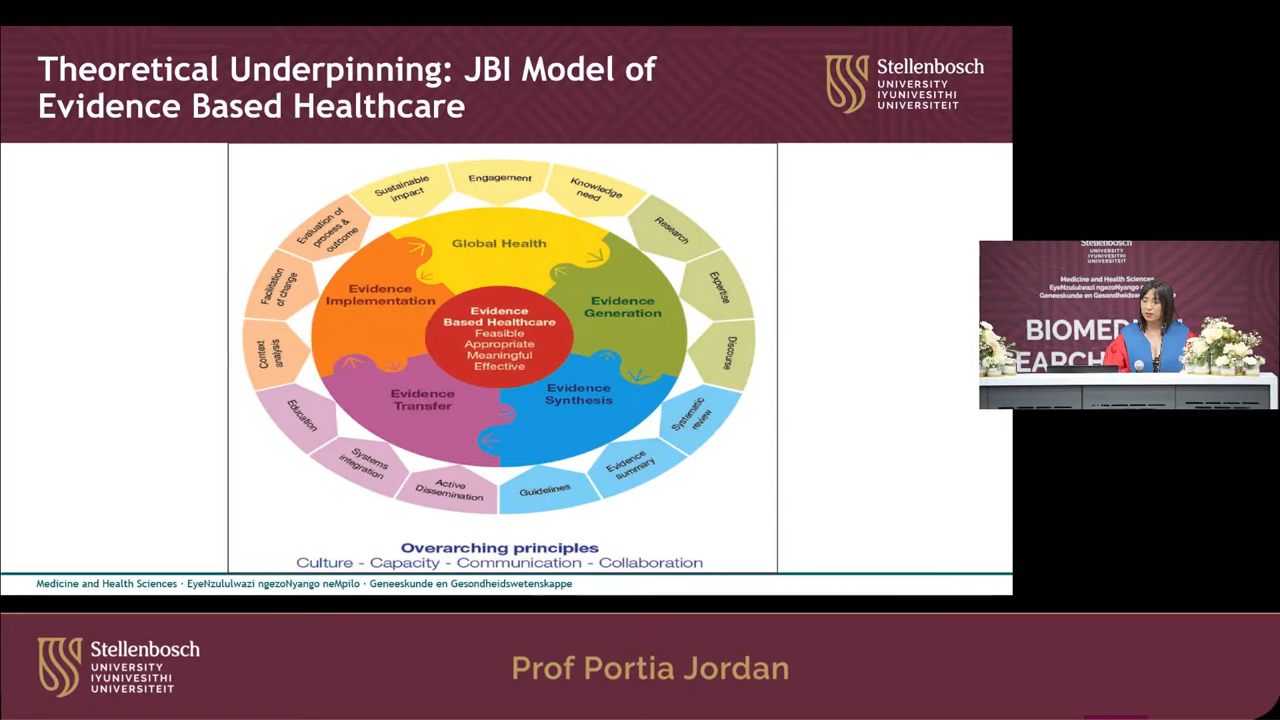 Theoretical Underpinning: JBI Model of
Evidence Based Healthcare
Stellenbosch
UNIVERSITY
IYUNIVESITHI
UNIVERSITEIT
Sustainable
impact
Engagement
Knowledge
need
Research
Expertise
Discourse
Systematic
review
Evidence
summary
Guidelines
Active
Dissemination
Systems
integration
Education
Context
analysis
Facilitation
of change
Evaluation of
process &
outcome
Global Health
Evidence
Generation
Evidence
Synthesis
Evidence
Transfer
Evidence
Implementation
Evidence
Based Healthcare
Feasible
Appropriate
Meaningful
Effective
Overarching principles
Culture - Capacity - Communication - Collaboration
Medicine and Health Sciences · EyeNzululwazi ngezoNyango neMpilo · Geneeskunde en Gesondheidswetenskappe
Stellenbosch
UNIVERSITY
IYUNIVESITHI
UNIVERSITEIT
Medicine and Health Sciences
EyeNzululwazi ngezoNyango
Geneeskunde en Gesondheidswetens
BIOMED
EARCH
Stellenbosch
UNIVERSITY
IYUNIVESITHI
UNIVERSITEIT
Prof Portia Jordan